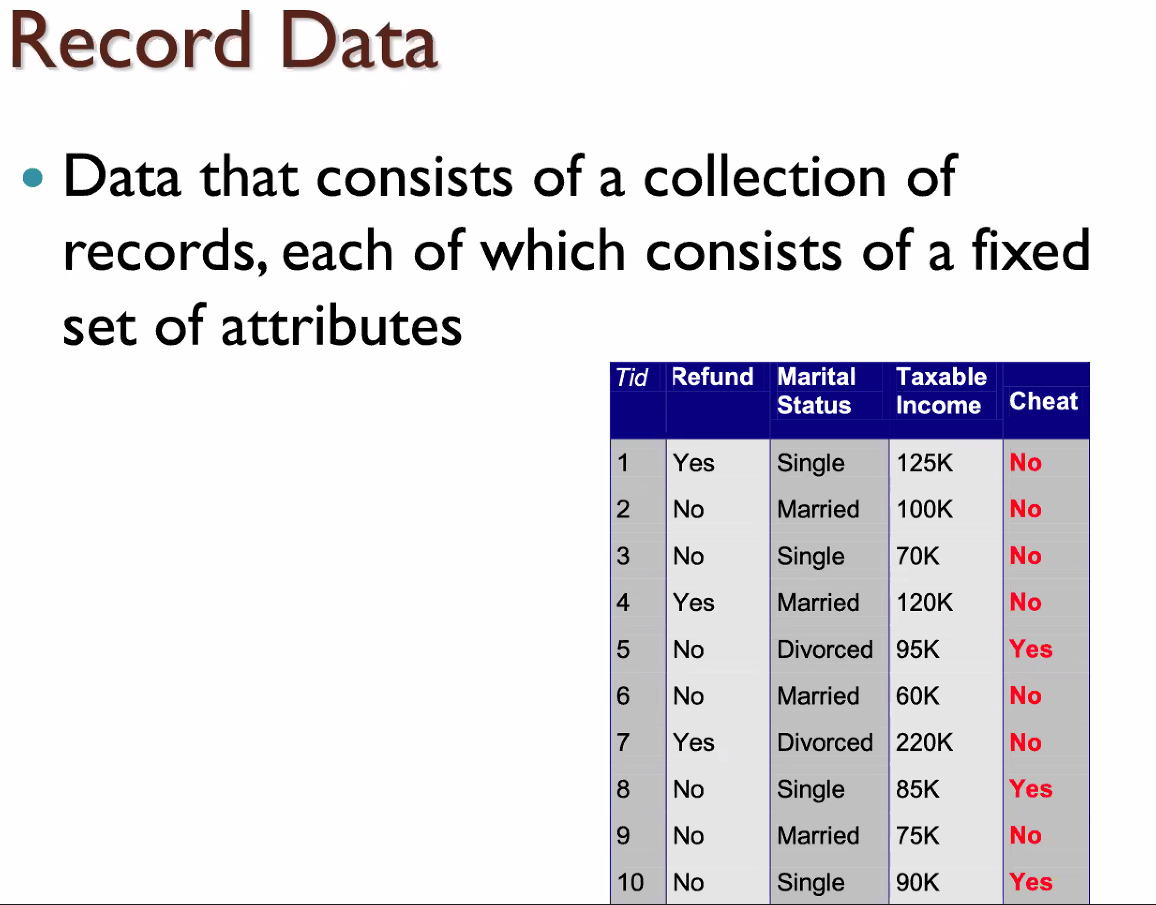 Record Data
• Data that consists of a collection of
records, each of which consists of a fixed
set of attributes
Tid Refund Marital Status Taxable Income Cheat
1 Yes Single 125K No
2 No Married 100K No
3 No Single 70K No
4 Yes Married 120K No
5 No Divorced 95K Yes
6 No Married 60K No
7 Yes Divorced 220K No
8 No Single 85K Yes
9 No Married 75K No
10 No Single 90K Yes